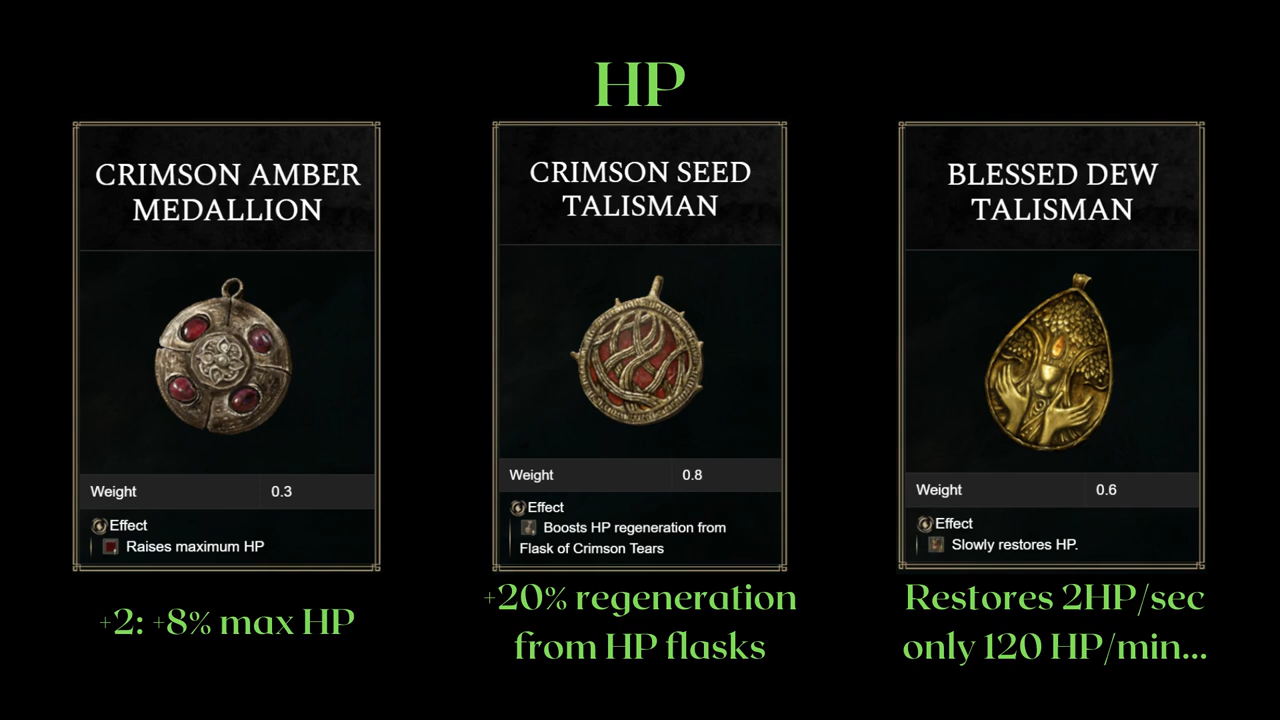 HP
CRIMSON AMBER
MEDALLION
Weight 0.3
Effect
Raises maximum HP
+2: +8% max HP
CRIMSON SEED
TALISMAN
Weight 0.8
Effect
Boosts HP regeneration from
Flask of Crimson Tears
+20% regeneration
from HP flasks
BLESSED DEW
TALISMAN
Weight 0.6
Effect
Slowly restores HP.
Restores 2HP/sec
only 120 HP/min...